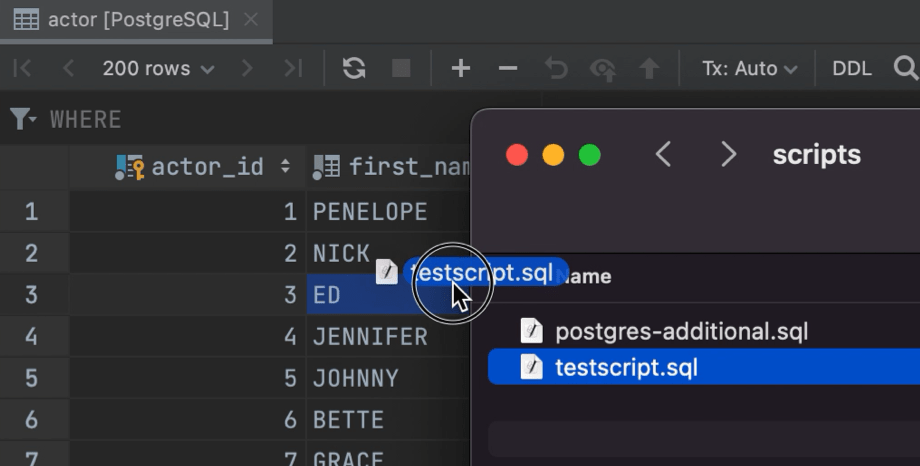 actor [PostgreSQL]
200 rows
Tx: Auto
DDL
WHERE
scripts
actor_id
first_nam
1 1 PENELOPE
2 2 NICK
testscript.sql
Name
3 3 ED
4 4 JENNIFER
postgres-additional.sql
5 5 JOHNNY
testscript.sql
6 6 BETTE
7 7 GRACE